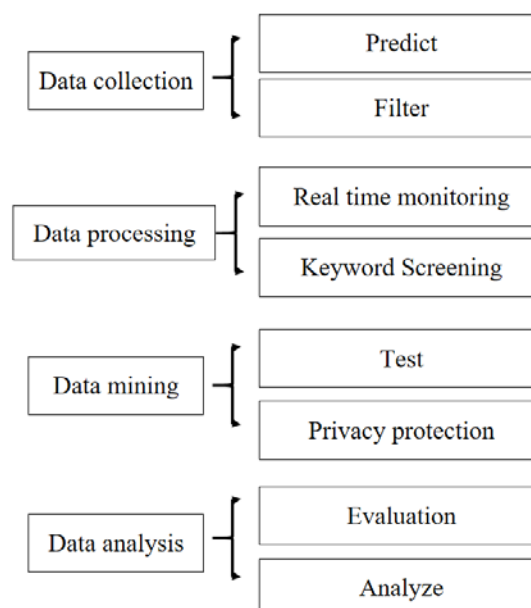 Predict
Data collection
Filter
Real time monitoring
Data processing
Keyword Screening
Test
Data mining
Privacy protection
Evaluation
Data analysis
Analyze